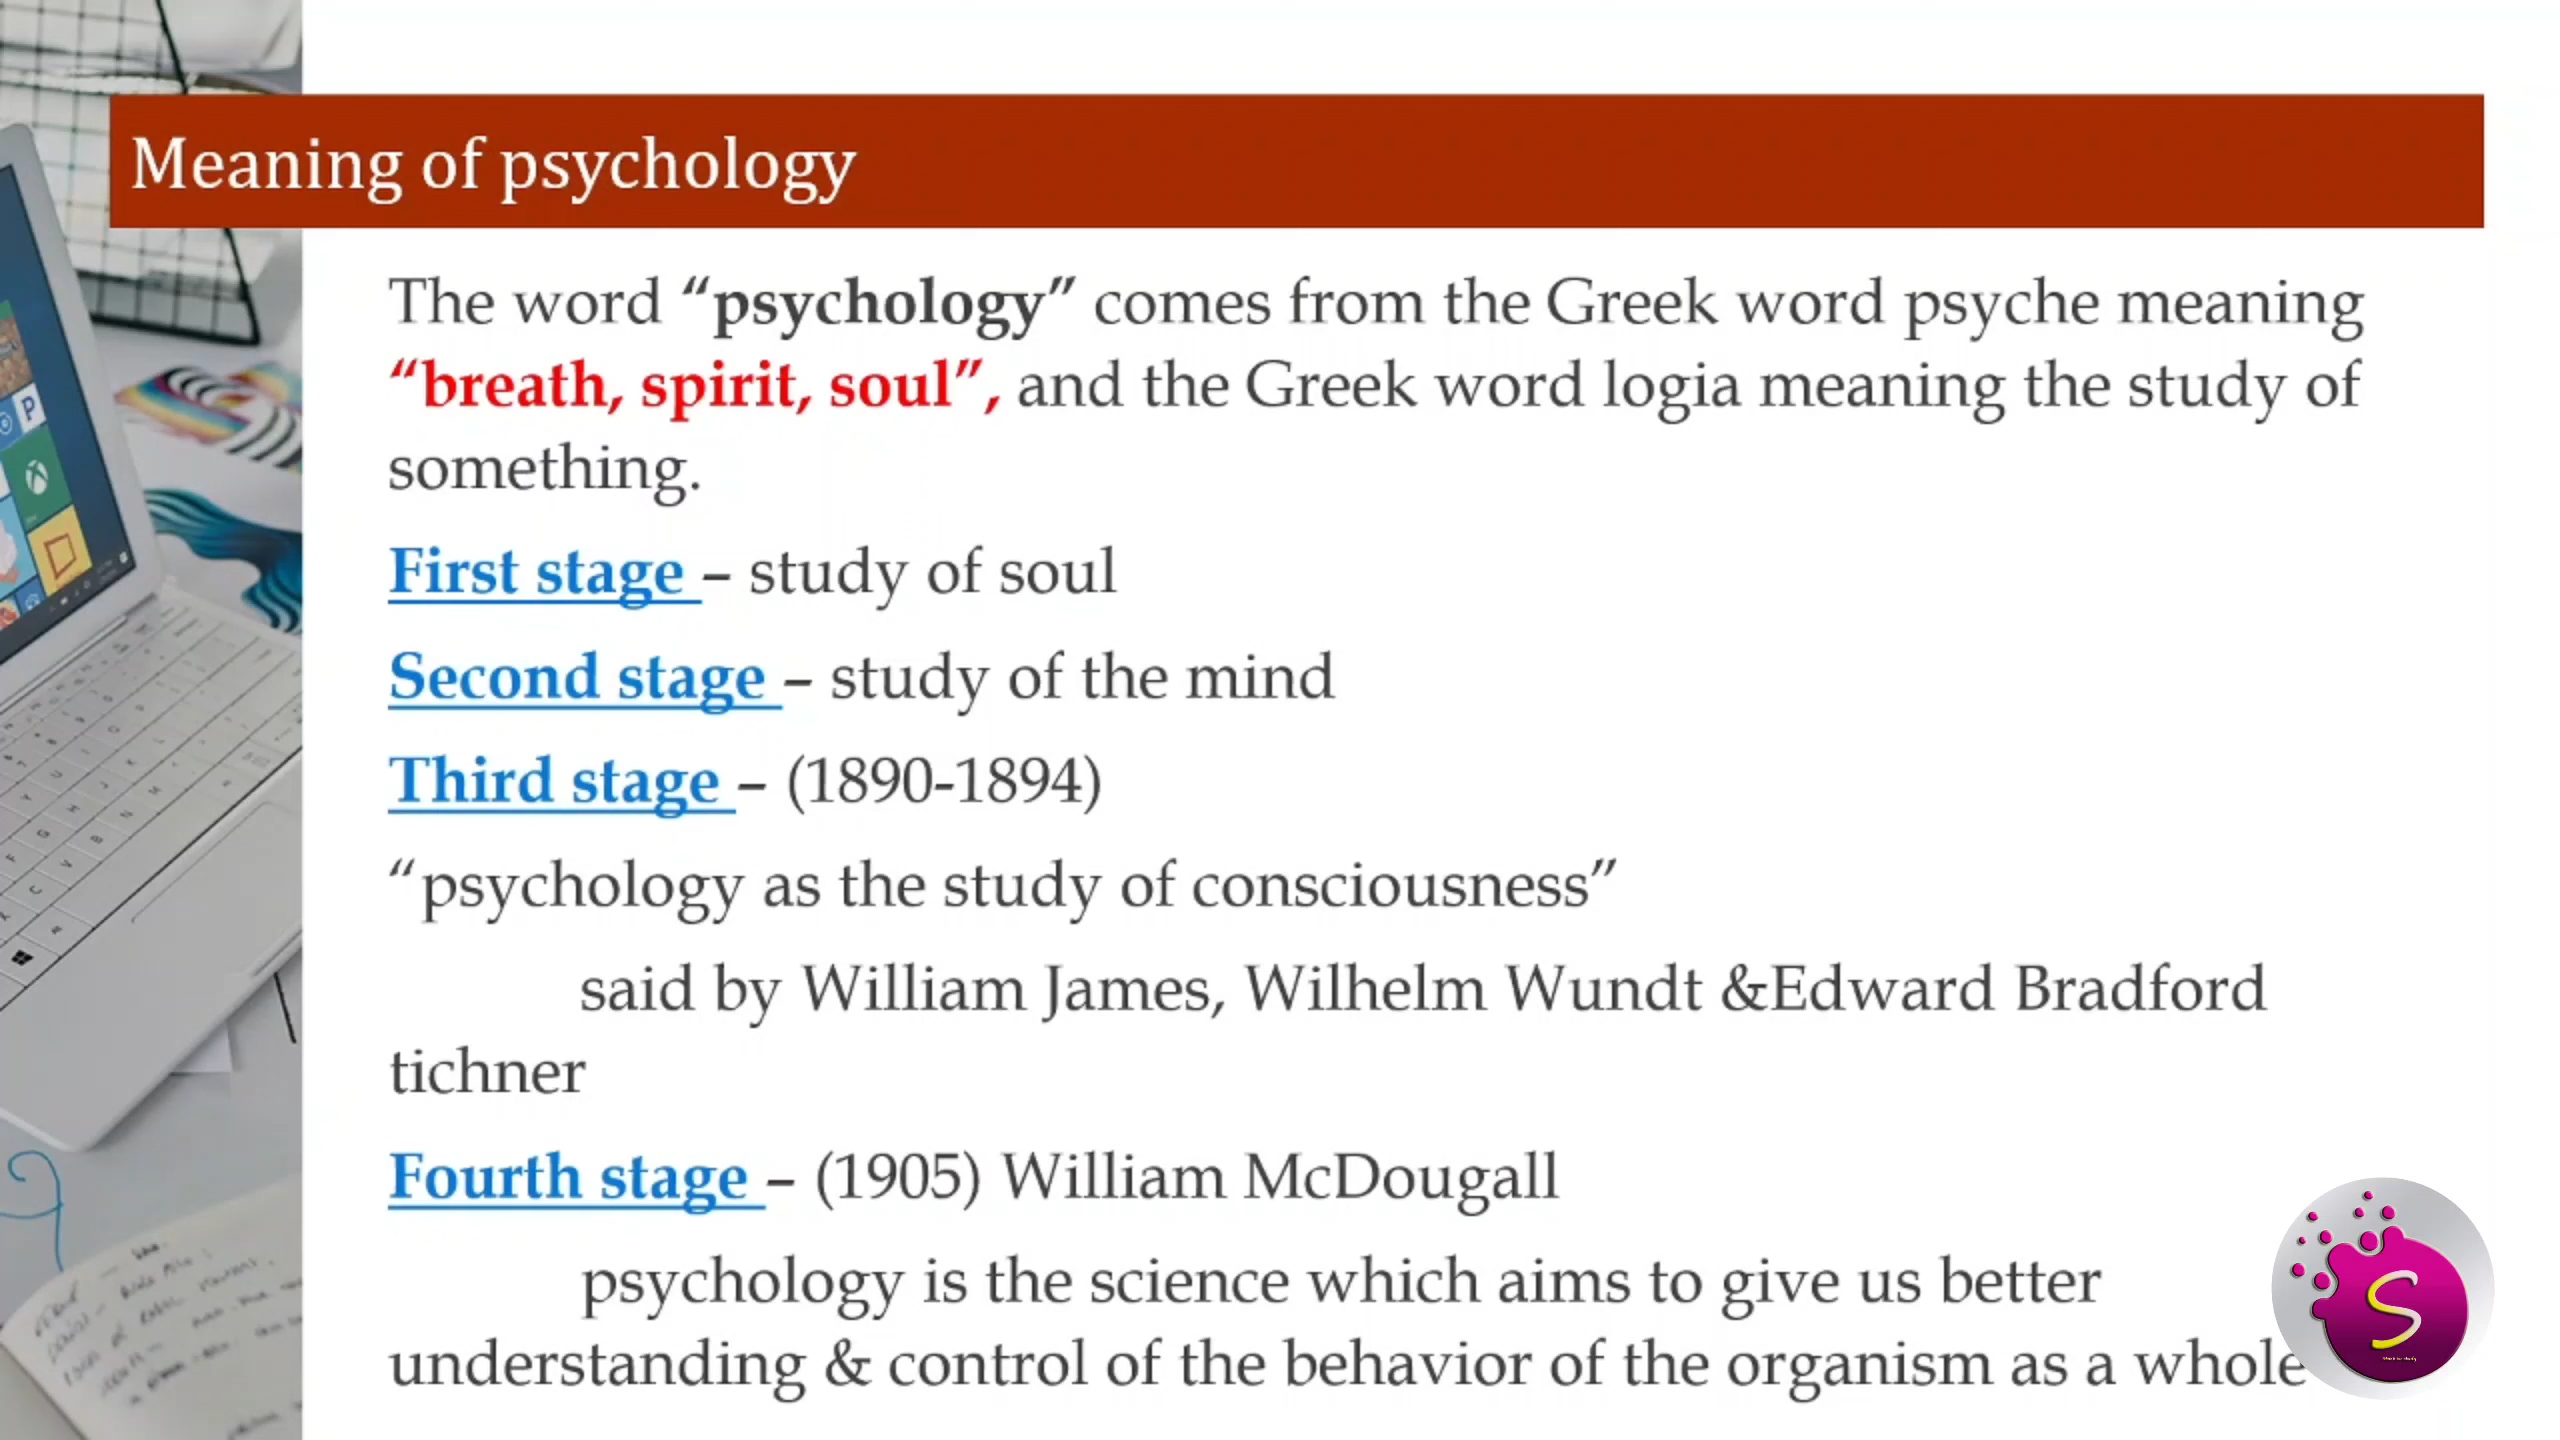 Meaning of psychology
The word “psychology” comes from the Greek word psyche meaning
“breath, spirit, soul”, and the Greek word logia meaning the study of
something.
First stage – study of soul
Second stage – study of the mind
Third stage – (1890-1894)
“psychology as the study of consciousness”
said by William James, Wilhelm Wundt &Edward Bradford
tichner
Fourth stage – (1905) William McDougall
psychology is the science which aims to give us better
understanding & control of the behavior of the organism as a whole
S